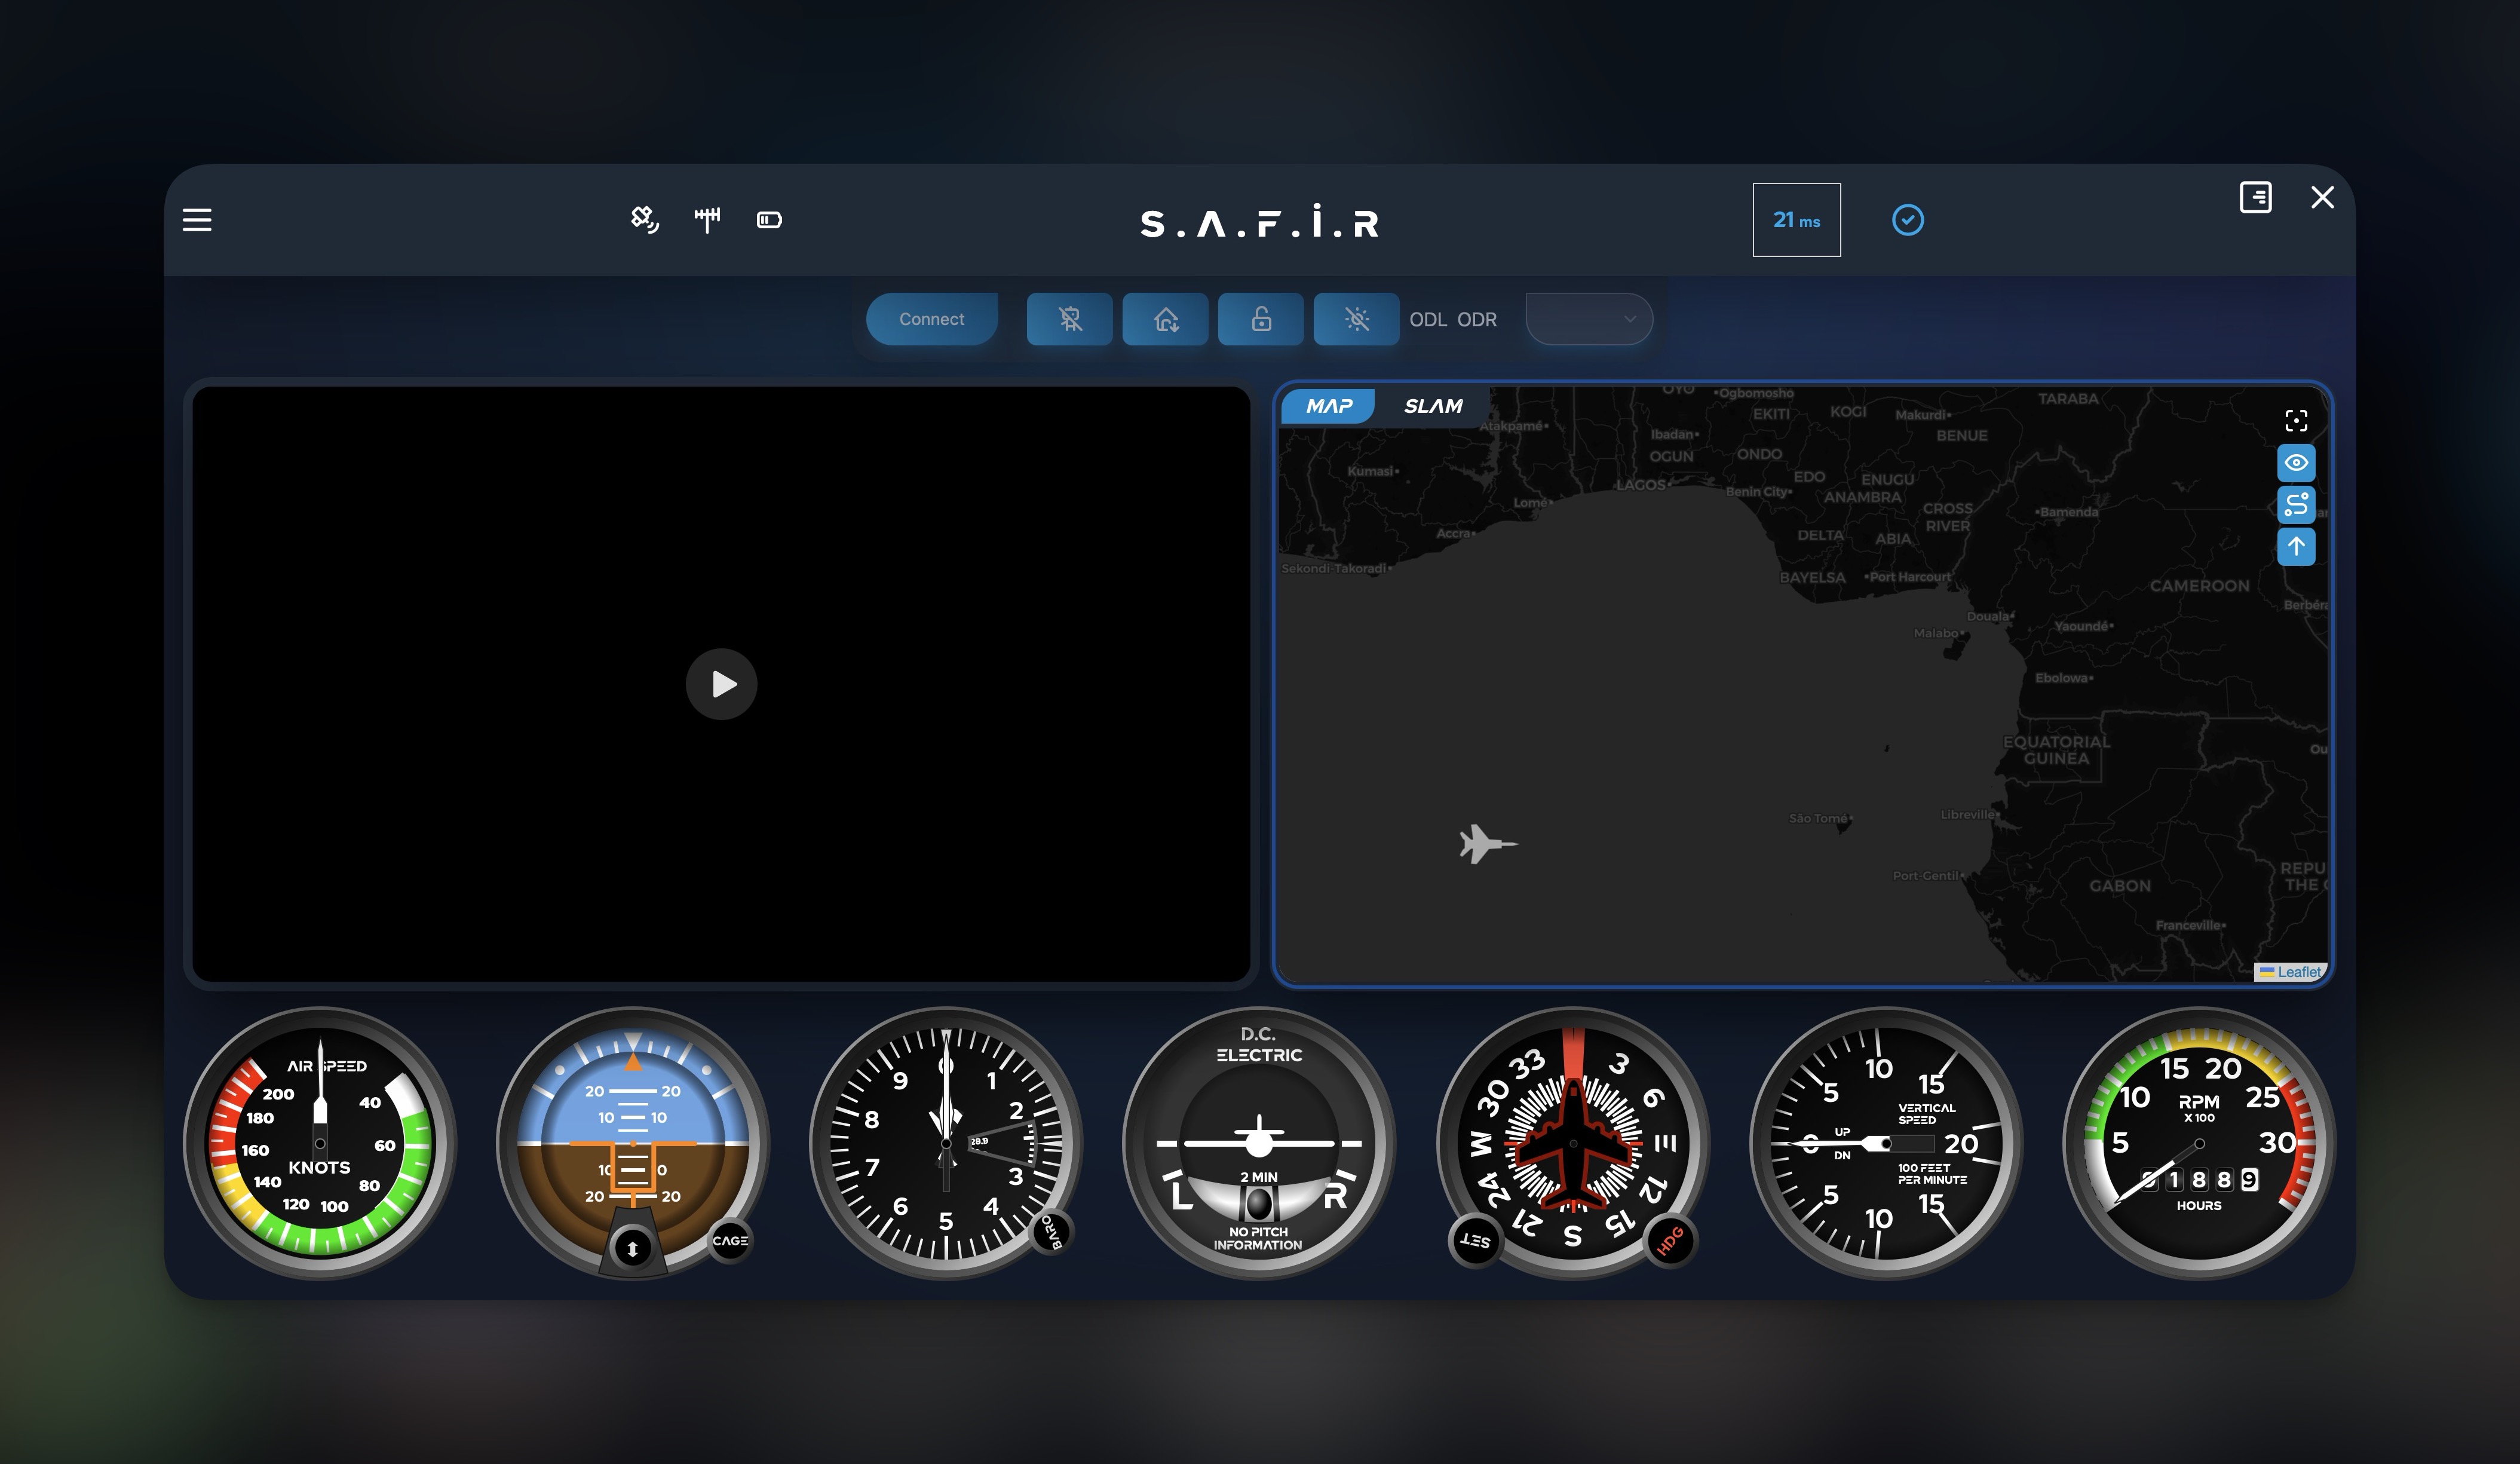 S.A.F.İ.R
21 ms
Connect
ODL ODR
MAP SLAM
OYO
Ogbomosho
TARABA
EKITI
KOGI
Makurdi
Atakpamé
Ibadan
BENUE
OGUN
ONDO
Kumasi
EDO
ENUGU
LAGOS
Benin City
ANAMBRA
Lomé
CROSS
RIVER
Bamenda
Accra
DELTA
ABIA
Sekondi-Takoradi
BAYELSA
Port Harcourt
CAMEROON
Douala
Yaoundé
Malabo
Ebolowa
EQUATORIAL
GUINEA
São Tomé
Libreville
Port-Gentil
GABON
Franceville
Leaflet
AIR SPEED
200
40
180
60
160
KNOTS
140
80
120 100
20 20
10 10
10 0
20 20
CAGE
0
9 1
8 2
7 3
6 4
5
BARO
D.C.
ELECTRIC
2 MIN
L R
NO PITCH
INFORMATION
33 3
30 6
W E
24 12
21 15
S
SET
HDG
10
5 15
VERTICAL
SPEED
UP
0 20
DN
100 FEET
PER MINUTE
5 15
10
15 20
10 25
RPM
X 100
5 30
1 8 8 9
HOURS